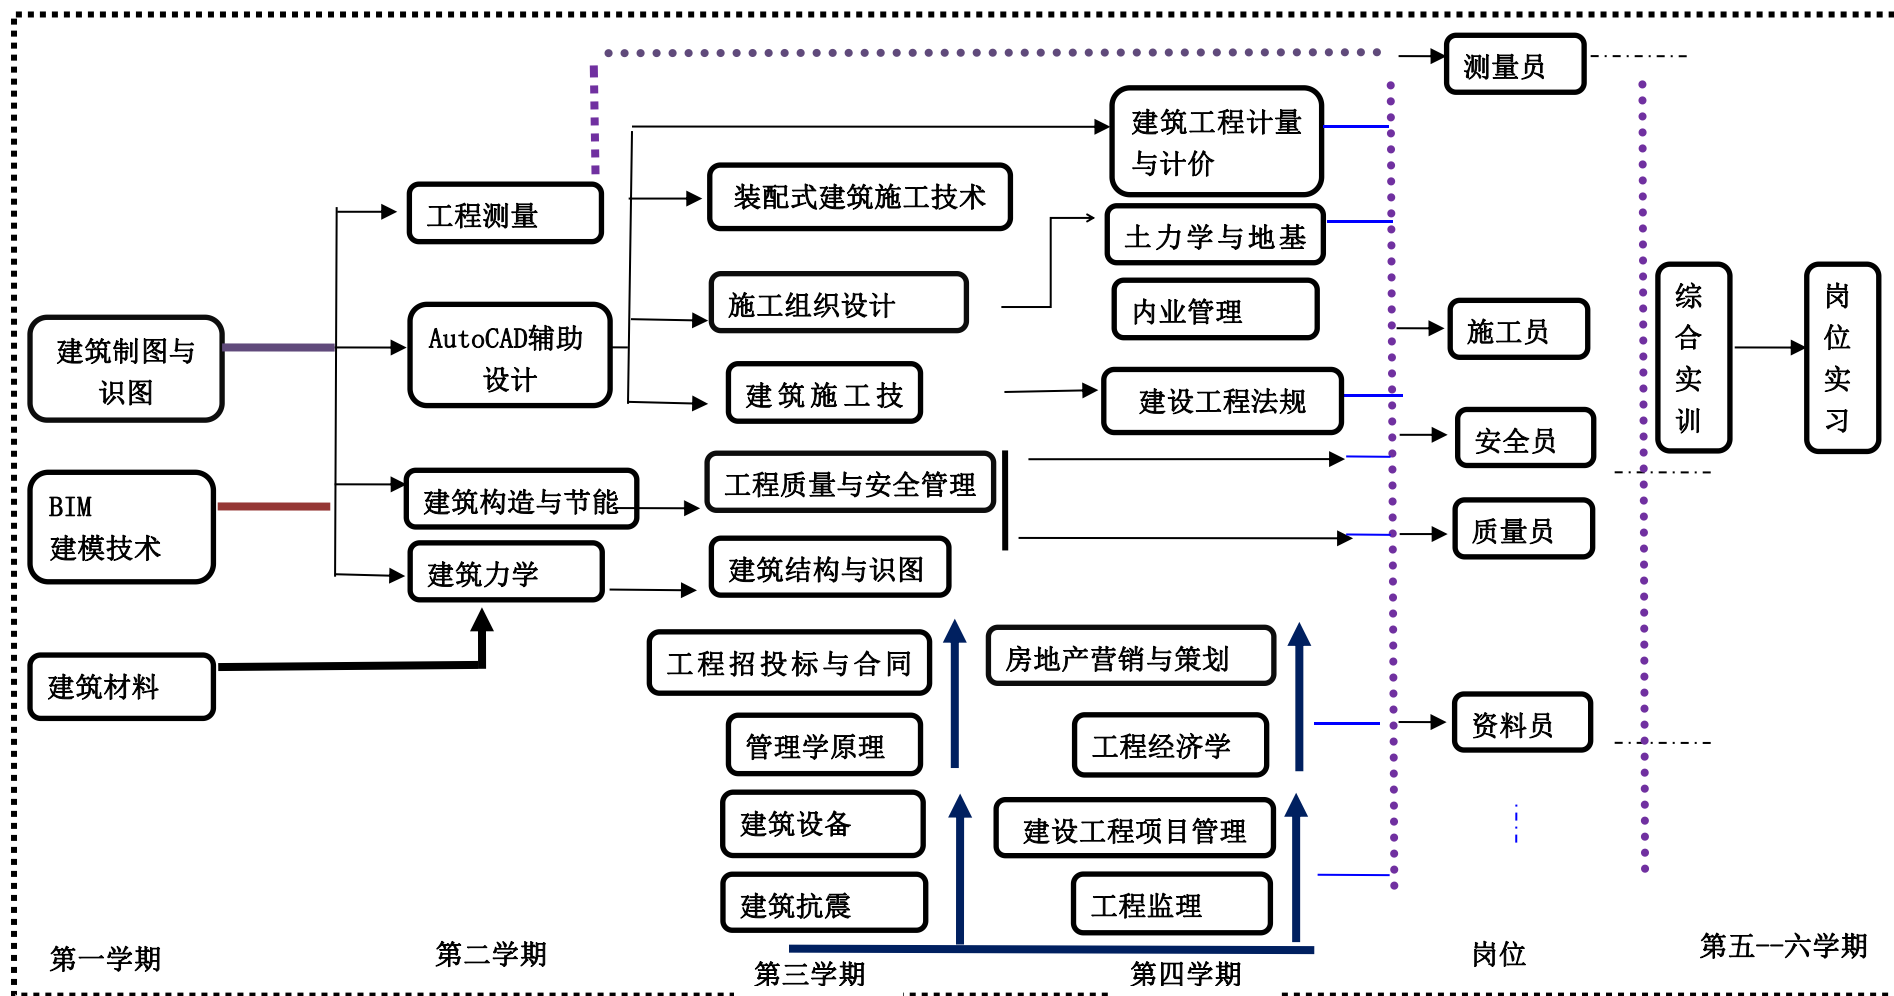 建筑制图与
识图
BIM
建模技术
建筑材料
第一学期
工程测量
AutoCAD辅助
设计
建筑构造与节能
建筑力学
第二学期
装配式建筑施工技术
施工组织设计
建筑施工技
工程质量与安全管理
建筑结构与识图
工程招投标与合同
管理学原理
建筑设备
建筑抗震
第三学期
建筑工程计量
与计价
土力学与地基
内业管理
建设工程法规
房地产营销与策划
工程经济学
建设工程项目管理
工程监理
第四学期
测量员
施工员
安全员
质量员
资料员
岗位
综
合
实
训
岗
位
实
习
第五--六学期